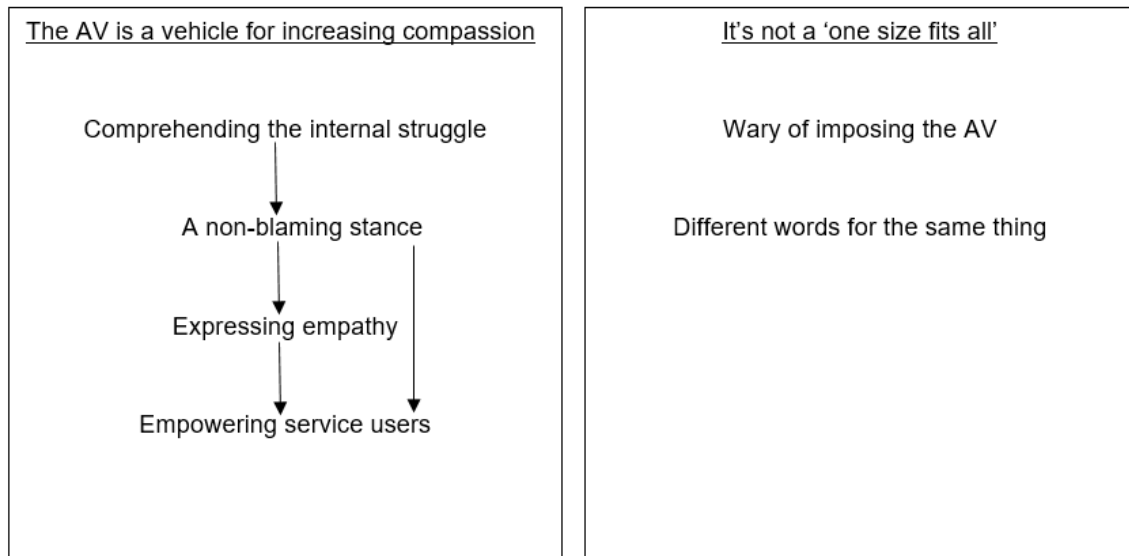 The AV is a vehicle for increasing compassion
Comprehending the internal struggle
A non-blaming stance
Expressing empathy
Empowering service users
It's not a ‘one size fits all’
Wary of imposing the AV
Different words for the same thing